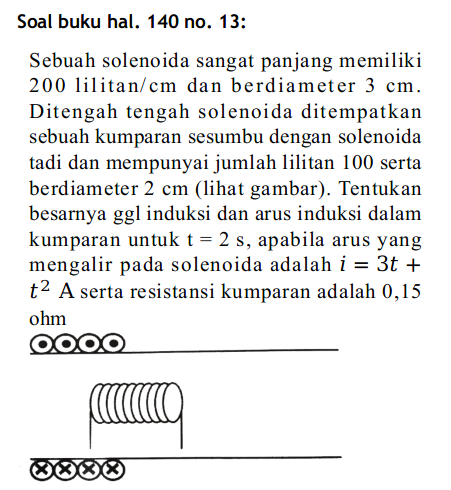 Soal buku hal. 140 no. 13:
Sebuah solenoida sangat panjang memiliki
200 lilitan/cm dan berdiameter 3 cm.
Ditengah tengah solenoida ditempatkan
sebuah kumparan sesumbu dengan solenoida
tadi dan mempunyai jumlah lilitan 100 serta
berdiameter 2 cm (lihat gambar). Tentukan
besarnya ggl induksi dan arus induksi dalam
kumparan untuk t = 2 s, apabila arus yang
mengalir pada solenoida adalah i = 3t +
t² A serta resistansi kumparan adalah 0,15
ohm